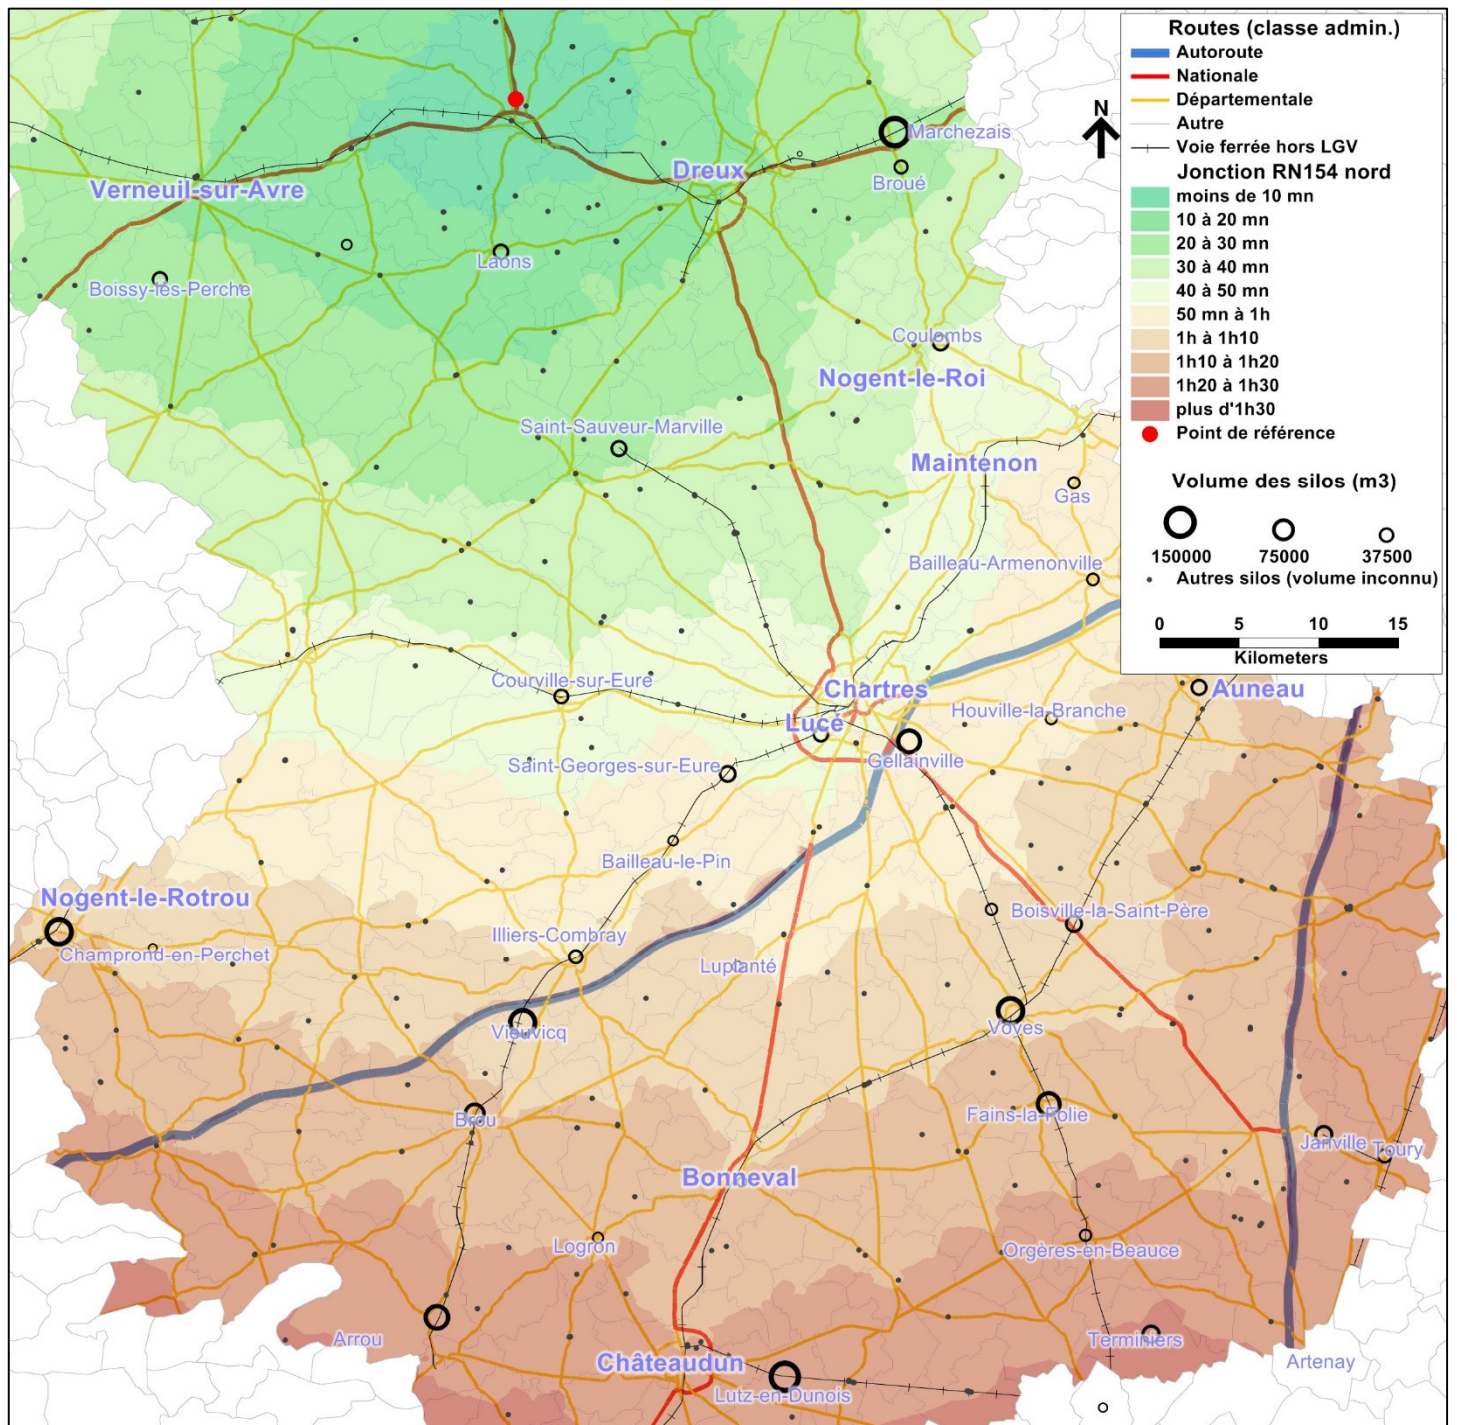 Routes (classe admin.)
Autoroute
Nationale
Départementale
Autre
Voie ferrée hors LGV
Jonction RN154 nord
moins de 10 mn
10 à 20 mn
20 à 30 mn
30 à 40 mn
40 à 50 mn
50 mn à 1h
1h à 1h10
1h10 à 1h20
1h20 à 1h30
plus d'1h30
Point de référence
Volume des silos (m3)
150000 75000 37500
Autres silos (volume inconnu)
0 5 10 15
Kilometers
N
Marchezais
Dreux
Broué
Verneuil-sur-Avre
Laons
Boissy-lès-Perche
Coulombs
Nogent-le-Roi
Saint-Sauveur-Marville
Maintenon
Gas
Bailleau-Armenonville
Courville-sur-Eure
Chartres
Auneau
Houville-la-Branche
Lucé
Gellainville
Saint-Georges-sur-Eure
Bailleau-le-Pin
Nogent-le-Rotrou
Boisville-la-Saint-Père
Illiers-Combray
Champrond-en-Perchet
Luplanté
Vieuvicq
Voves
Brou
Fains-la-Folie
Janville
Toury
Bonneval
Logron
Orgères-en-Beauce
Arrou
Terminiers
Châteaudun
Artenay
Lutz-en-Dunois